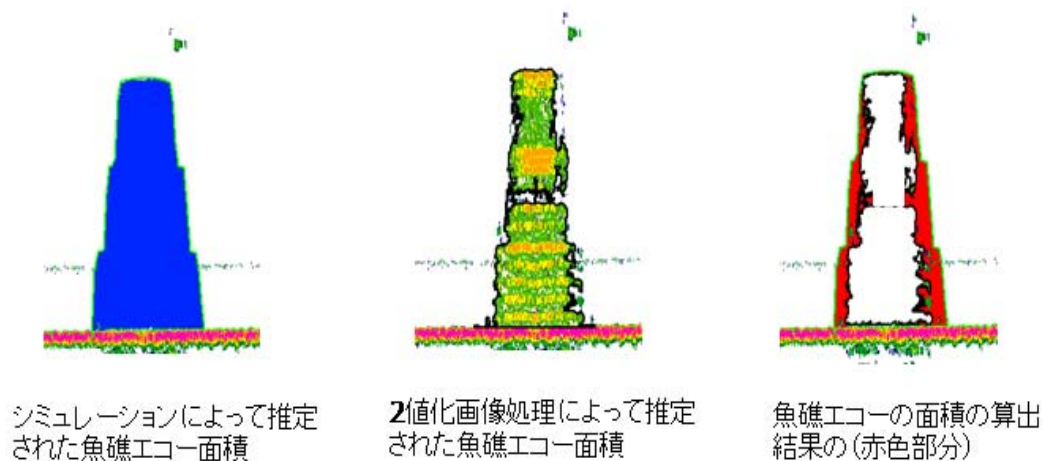 シミュレーションによって推定
された魚礁エコー面積
2値化画像処理によって推定
された魚礁エコー面積
魚礁エコーの面積の算出
結果の(赤色部分)